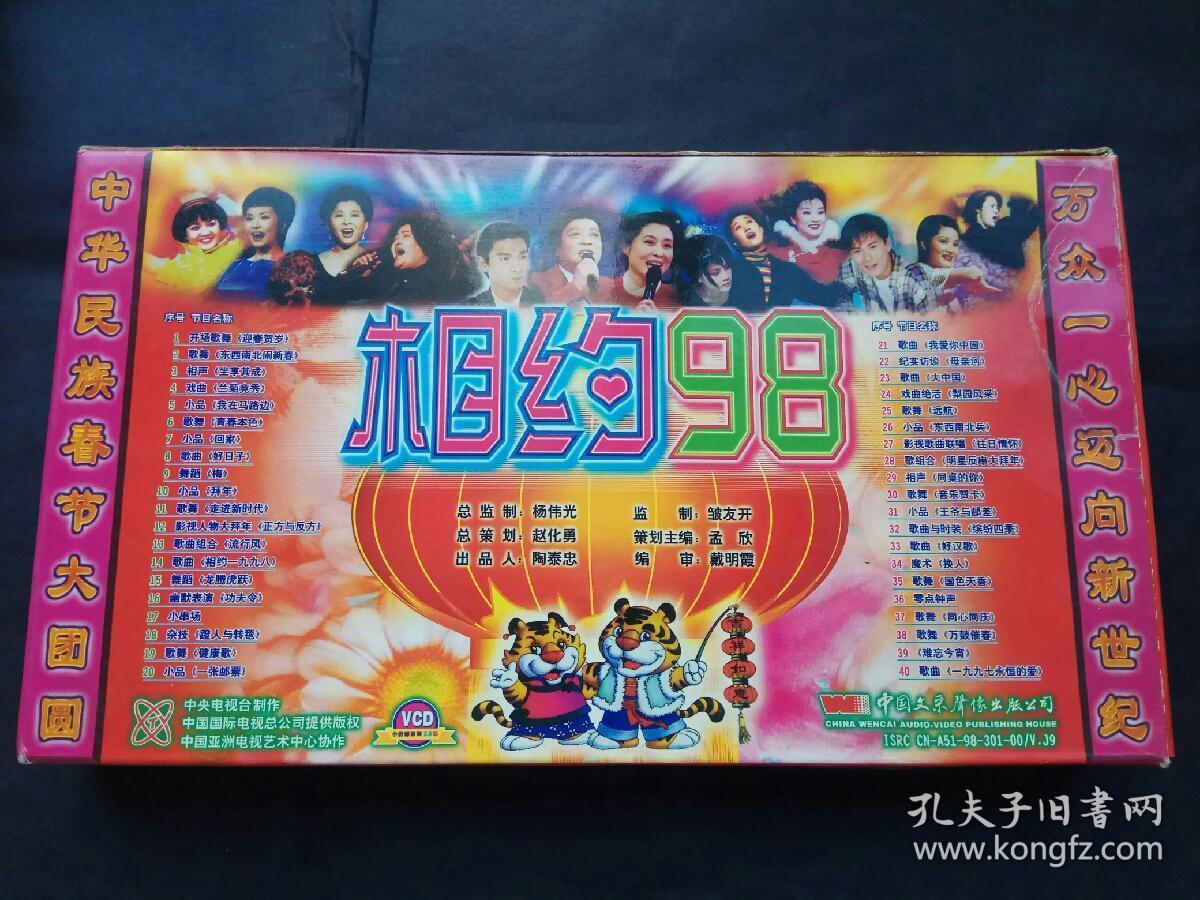 中华民族春节大团圆
万众一心迈向新世纪
相约98
序号 节目名称
1 开场歌舞《迎春贺岁》
2 歌舞《东西南北闹新春》
3 相声《坐享其成》
4 戏曲《兰菊竞秀》
5 小品《我在马路边》
6 歌舞《青春本色》
7 小品《回家》
8 歌曲《好日子》
9 舞蹈《梅》
10 小品《拜年》
11 歌舞《走进新时代》
12 影视人物大拜年《正方与反方》
13 歌曲组合《流行风》
14 歌曲《相约一九九八》
15 舞蹈《龙腾虎跃》
16 幽默表演《功夫令》
17 小串场
18 杂技《蹬人与转毯》
19 歌舞《健康歌》
20 小品《一张邮票》
序号 节目名称
21 歌曲《我爱你中国》
22 纪实访谈《母亲河》
23 歌曲《大中国》
24 戏曲绝活《梨园风采》
25 歌舞《远航》
26 小品《东西南北兵》
27 影视歌曲联唱《往日情怀》
28 歌组合《明星反串大拜年》
29 相声《同桌的你》
30 歌舞《音乐贺卡》
31 小品《王爷与邮差》
32 歌曲与时装《缤纷四季》
33 歌曲《好汉歌》
34 魔术《换人》
35 歌舞《国色天香》
36 零点钟声
37 歌舞《同心同庆》
38 歌舞《万鼓催春》
39 《难忘今宵》
40 歌曲《一九九七永恒的爱》
总监制：杨伟光
总策划：赵化勇
出品人：陶泰忠
监制：邹友开
策划主编：孟欣
编审：戴明霞
吉祥如意
中央电视台制作
中国国际电视总公司提供版权
中国亚洲电视艺术中心协作
VCD
中国文采声像出版公司
CHINA WENCAI AUDIO-VIDEO PUBLISHING HOUSE
ISRC CN-A51-98-301-00/V.J9
孔夫子旧書网
www.kongfz.com